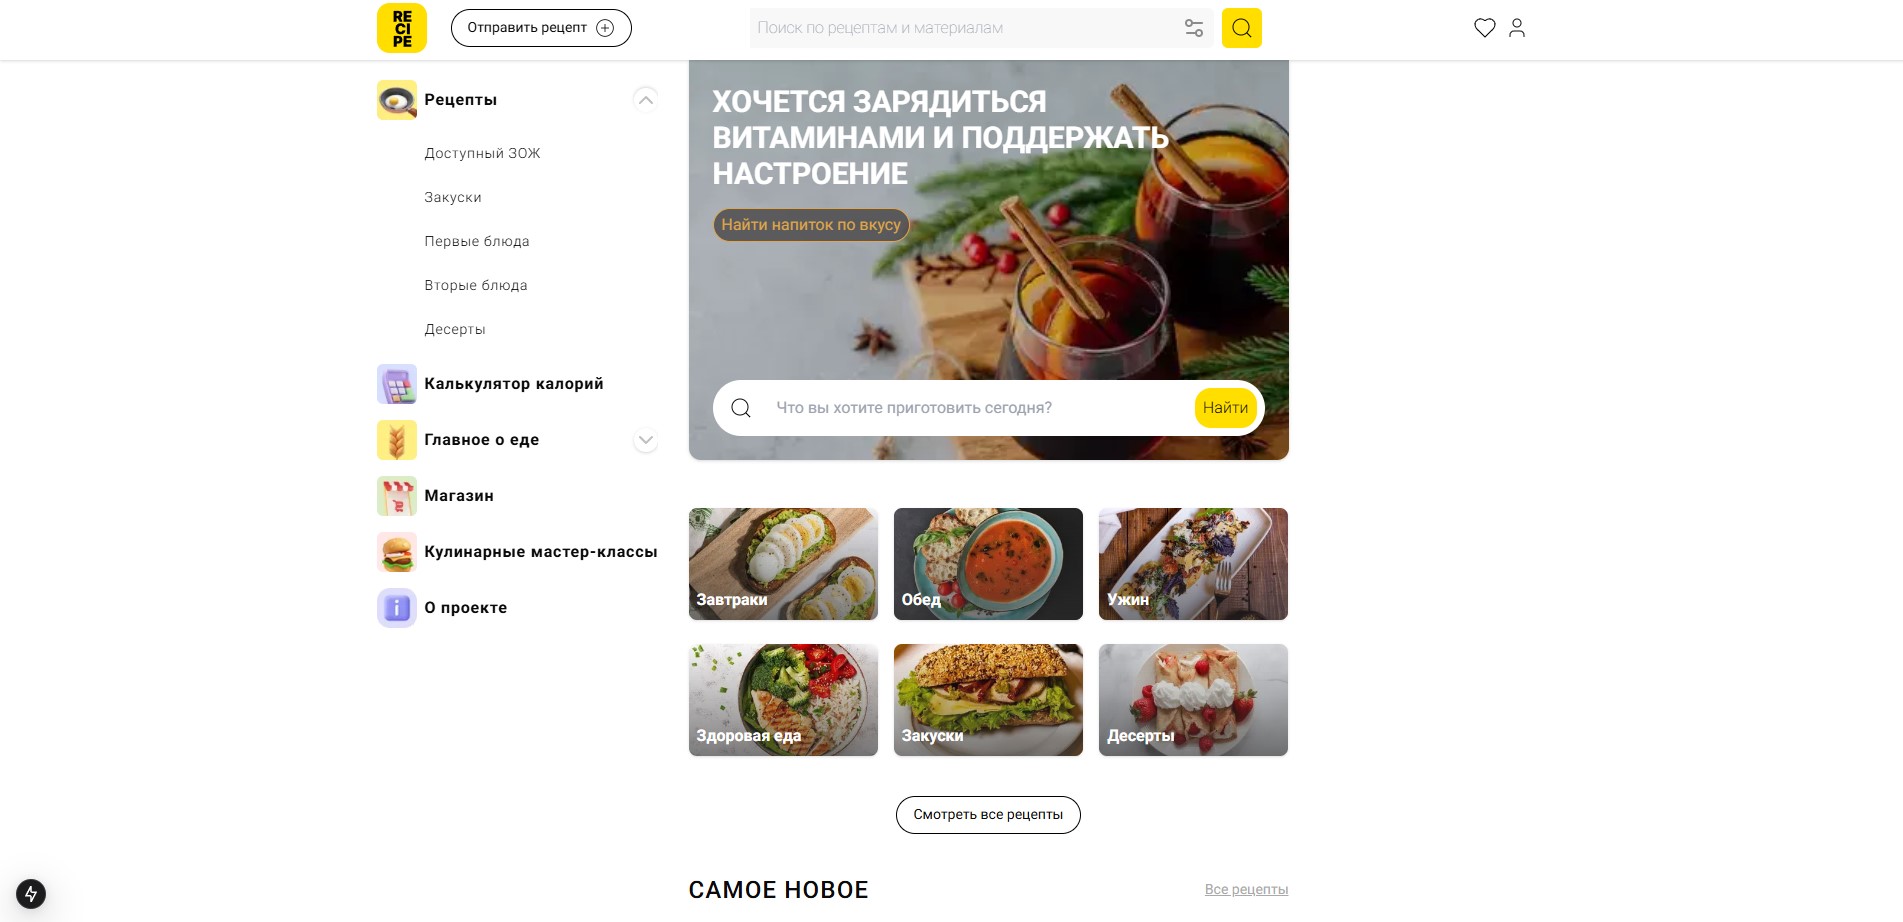 RE
CI
PE
Отправить рецепт
Поиск по рецептам и материалам
Рецепты
Доступный ЗОЖ
Закуски
Первые блюда
Вторые блюда
Десерты
Калькулятор калорий
Главное о еде
Магазин
Кулинарные мастер-классы
О проекте
ХОЧЕТСЯ ЗАРЯДИТЬСЯ
ВИТАМИНАМИ И ПОДДЕРЖАТЬ
НАСТРОЕНИЕ
Найти напиток по вкусу
Что вы хотите приготовить сегодня?
Найти
Завтраки
Обед
Ужин
Здоровая еда
Закуски
Десерты
Смотреть все рецепты
САМОЕ НОВОЕ
Все рецепты